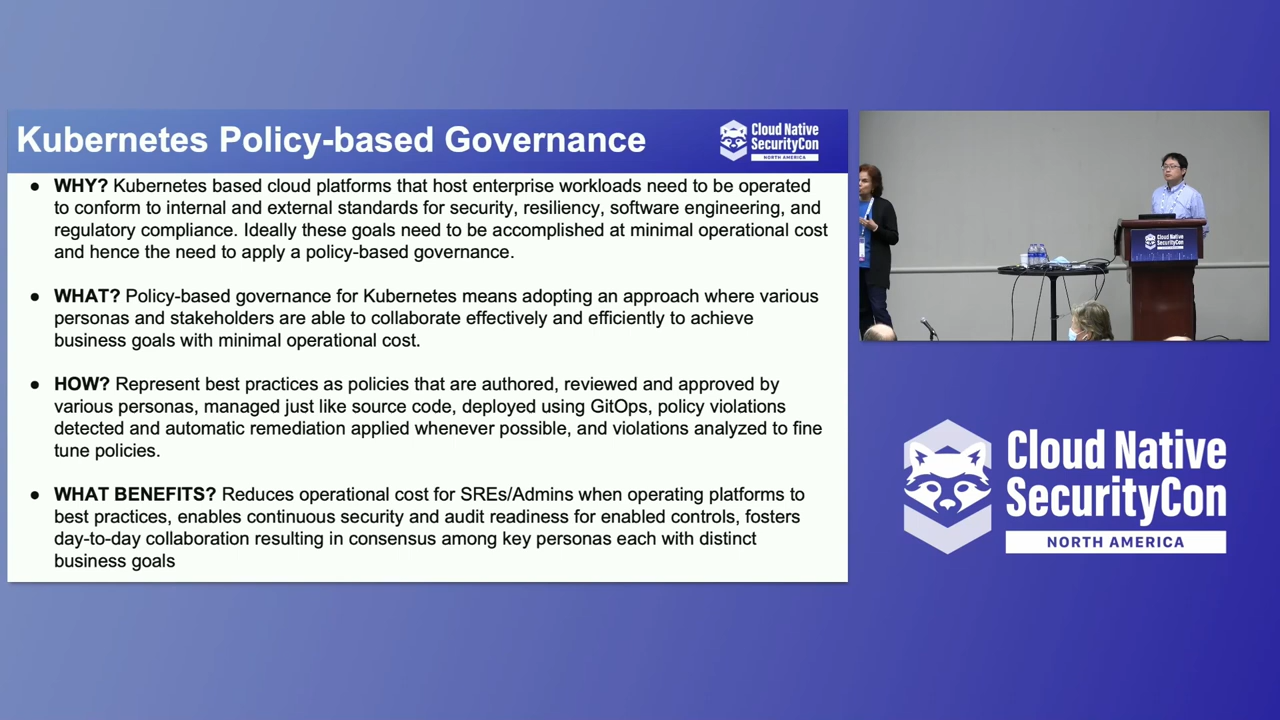 Kubernetes Policy-based Governance
Cloud Native
SecurityCon
NORTH AMERICA
● WHY? Kubernetes based cloud platforms that host enterprise workloads need to be operated
to conform to internal and external standards for security, resiliency, software engineering, and
regulatory compliance. Ideally these goals need to be accomplished at minimal operational cost
and hence the need to apply a policy-based governance.
● WHAT? Policy-based governance for Kubernetes means adopting an approach where various
personas and stakeholders are able to collaborate effectively and efficiently to achieve
business goals with minimal operational cost.
● HOW? Represent best practices as policies that are authored, reviewed and approved by
various personas, managed just like source code, deployed using GitOps, policy violations
detected and automatic remediation applied whenever possible, and violations analyzed to fine
tune policies.
● WHAT BENEFITS? Reduces operational cost for SREs/Admins when operating platforms to
best practices, enables continuous security and audit readiness for enabled controls, fosters
day-to-day collaboration resulting in consensus among key personas each with distinct
business goals
Cloud Native
SecurityCon
Cloud Native
SecurityCon
NORTH AMERICA